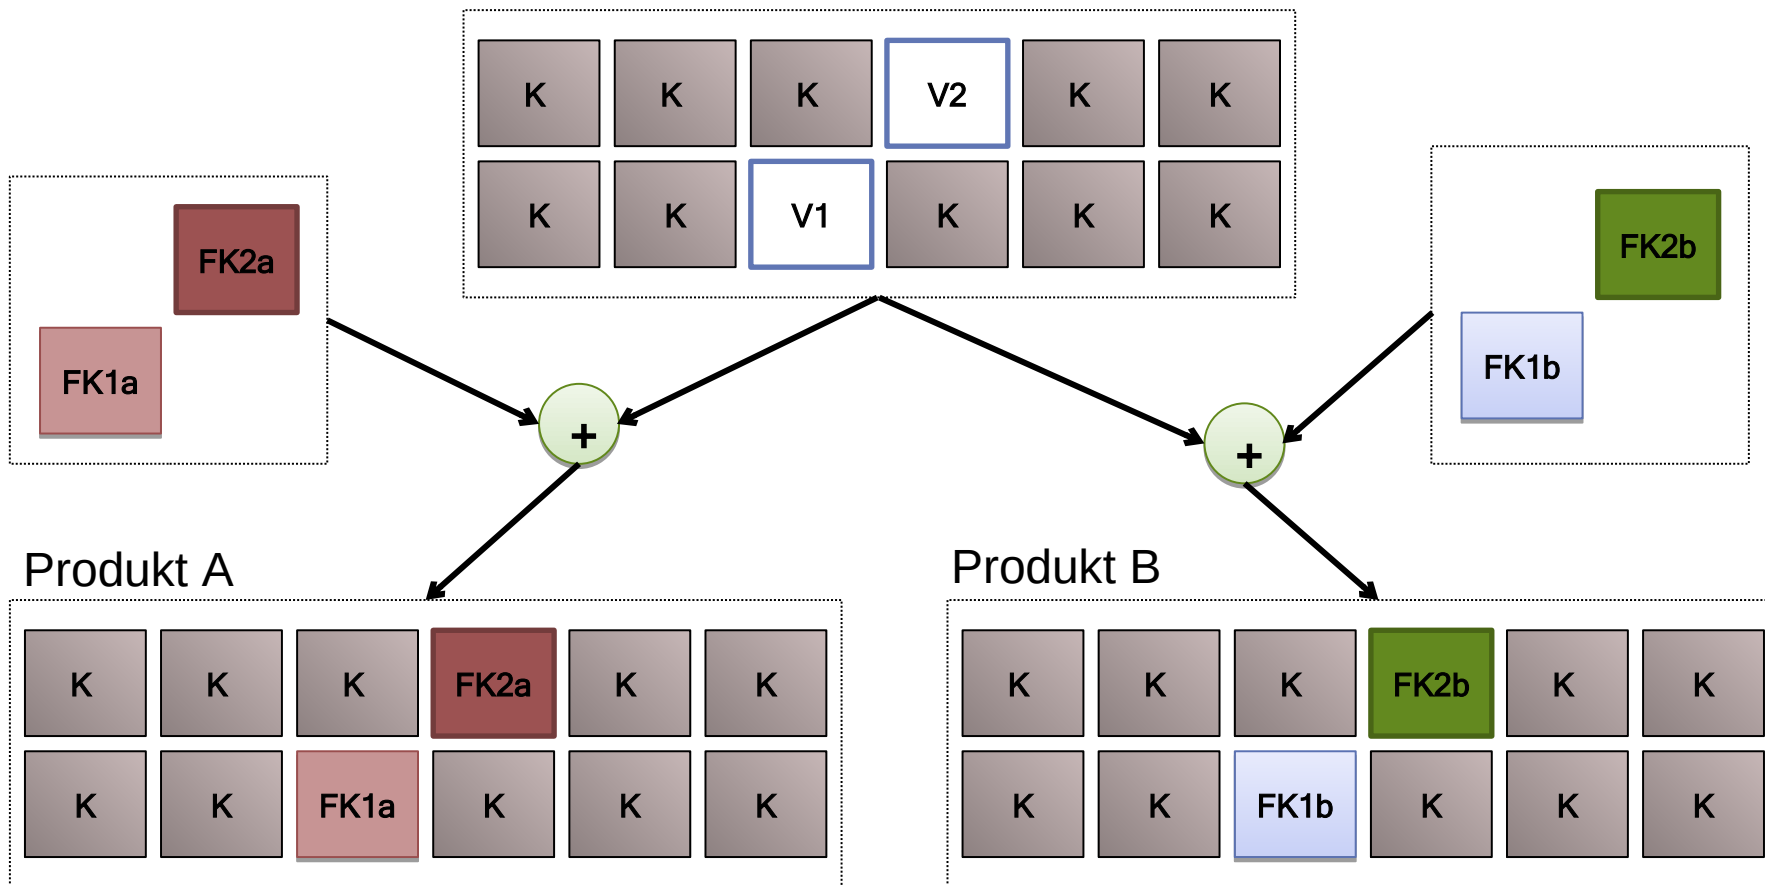 K K K V2 K K
K K V1 K K K
FK2a
FK1a
FK2b
FK1b
+
+
Produkt A
K K K FK2a K K
K K FK1a K K K
Produkt B
K K K FK2b K K
K K FK1b K K K